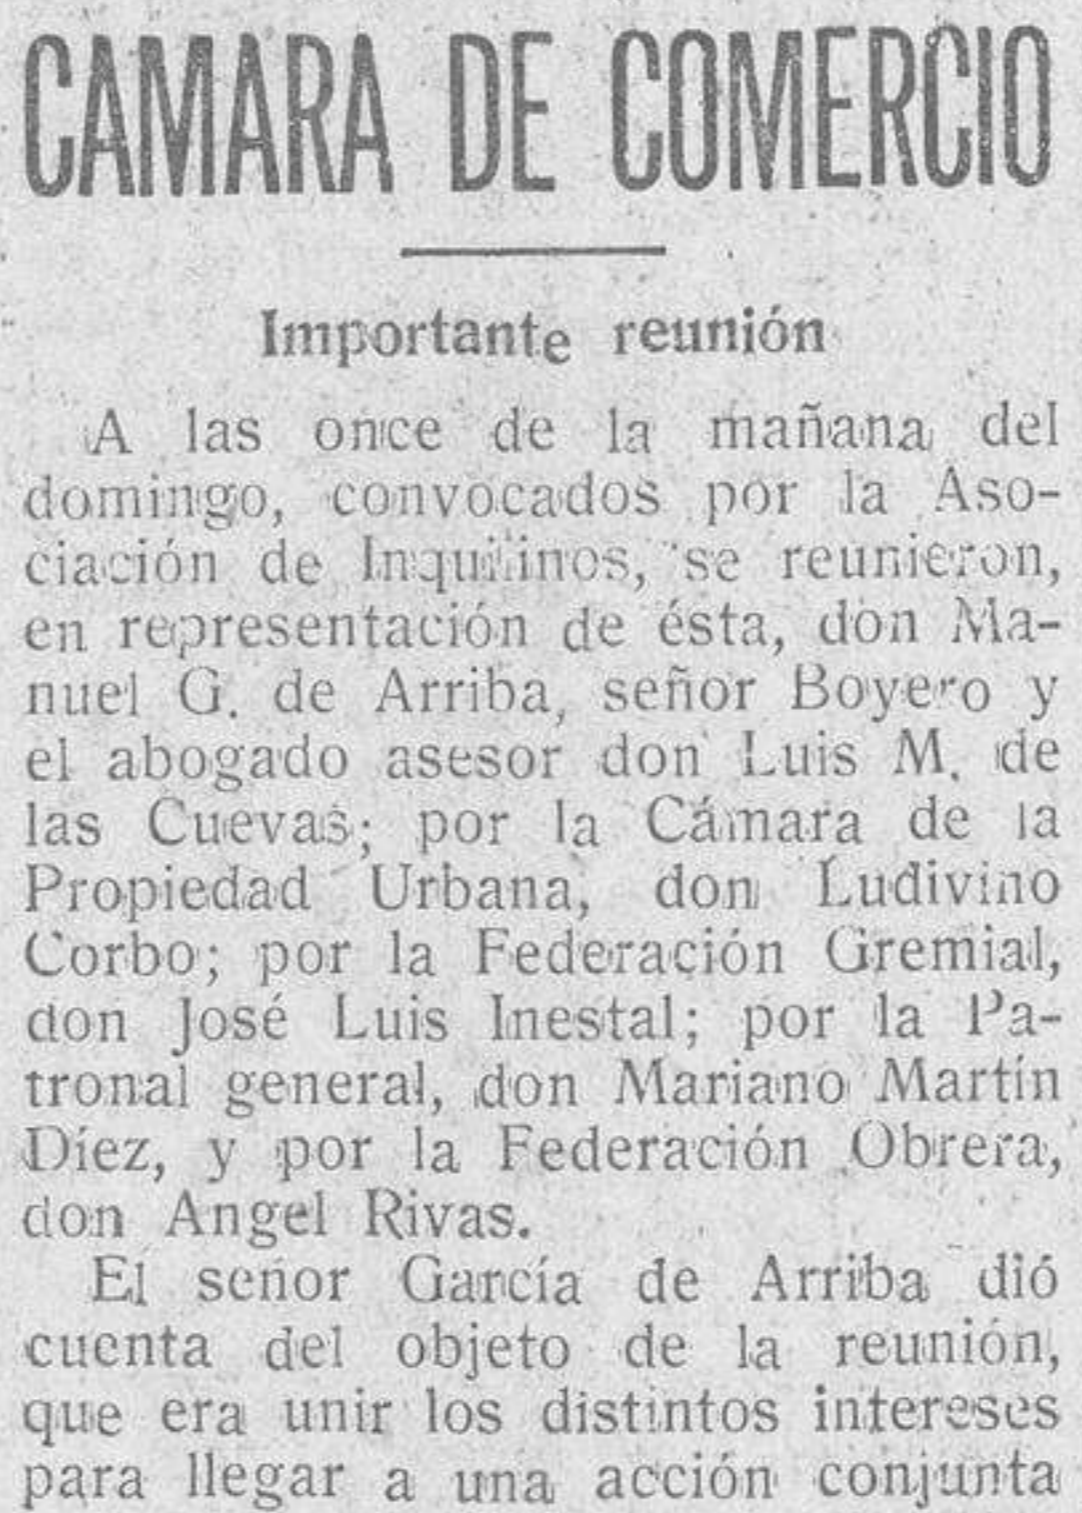 CAMARA DE COMERCIO
Importante reunión
A las once de la mañana del
domingo, convocados por la Aso-
ciación de Inquilinos, se reunieron,
en representación de ésta, don Ma-
nuel G. de Arriba, señor Boyero y
el abogado asesor don Luis M. de
las Cuevas; por la Cámara de la
Propiedad Urbana, don Ludivino
Corbo; por la Federación Gremial,
don José Luis Inestal; por la Pa-
tronal general, don Mariano Martín
Díez, y por la Federación Obrera,
don Angel Rivas.
El señor García de Arriba dió
cuenta del objeto de la reunión,
que era unir los distintos intereses
para llegar a una acción conjunta